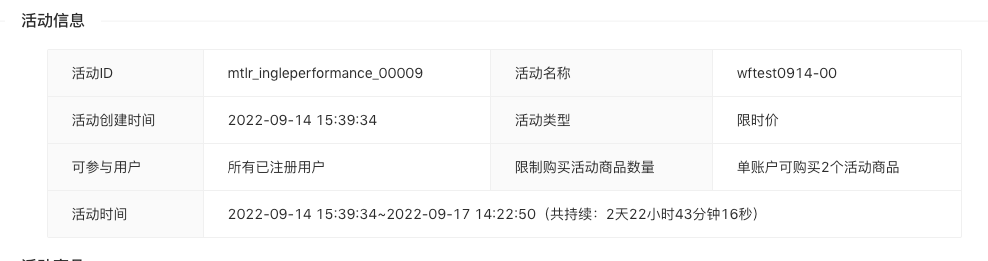 活动信息
活动ID mtlr_ingleperformance_00009 活动名称 wftest0914-00
活动创建时间 2022-09-14 15:39:34 活动类型 限时价
可参与用户 所有已注册用户 限制购买活动商品数量 单账户可购买2个活动商品
活动时间 2022-09-14 15:39:34~2022-09-17 14:22:50（共持续：2天22小时43分钟16秒）